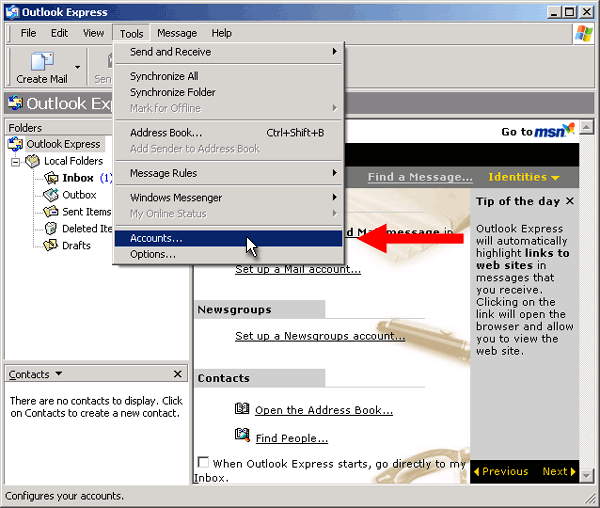 Outlook Express
File Edit View Tools Message Help
Create Mail
Send and Receive
Synchronize All
Synchronize Folder
Mark for Offline
Address Book... Ctrl+Shift+B
Add Sender to Address Book
Message Rules
Windows Messenger
My Online Status
Accounts...
Options...
Outlook Ex
Folders
Outlook Express
Local Folders
Inbox (1)
Outbox
Sent Items
Deleted Ite
Drafts
Contacts
There are no contacts to display. Click
on Contacts to create a new contact.
Go to msn
Find a Message... Identities
Mail message in
Set up a Mail account...
Newsgroups
Set up a Newsgroups account...
Contacts
Open the Address Book...
Find People...
When Outlook Express starts, go directly to my
Inbox.
Tip of the day
Outlook Express
will automatically
highlight links to
web sites in
messages that
you receive.
Clicking on the
link will open the
browser and allow
you to view the
web site.
Previous Next
Configures your accounts.